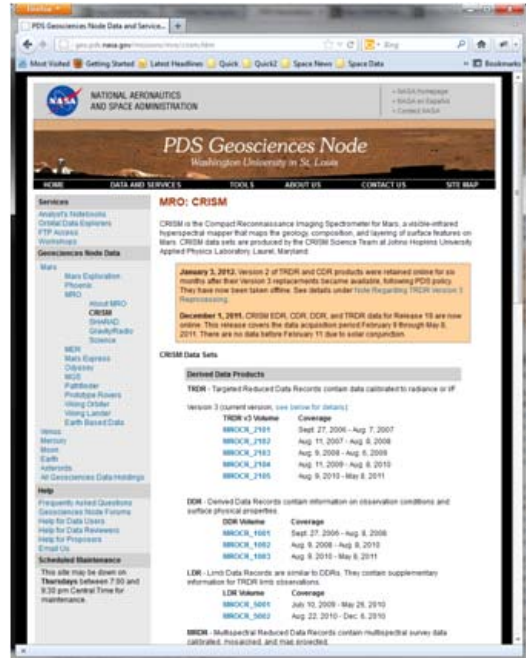 Firefox
PDS Geosciences Node Data and Service...
geo.pds.nasa.gov/missions/mro/crism.htm
Bing
Most Visited Getting Started Latest Headlines Quick Quick2 Space News Space Data
Bookmarks
NASA
NATIONAL AERONAUTICS
AND SPACE ADMINISTRATION
+ NASA Homepage
+ NASA en Español
+ Contact NASA
PDS Geosciences Node
Washington University in St. Louis
HOME DATA AND SERVICES TOOLS ABOUT US CONTACT US SITE MAP
Services
Analyst's Notebooks
Orbital Data Explorers
FTP Access
Workshops
Geosciences Node Data
Mars
Mars Exploration
Phoenix
MRO
About MRO
CRISM
SHARAD
Gravity/Radio
Science
MER
Mars Express
Odyssey
MGS
Pathfinder
Prototype Rovers
Viking Orbiter
Viking Lander
Earth Based Data
Venus
Mercury
Moon
Earth
Asteroids
All Geosciences Data Holdings
Help
Frequently Asked Questions
Geosciences Node Forums
Help for Data Users
Help for Data Reviewers
Help for Proposers
Email Us
Scheduled Maintenance
This site may be down on
Thursdays between 7:00 and
9:30 pm Central Time for
maintenance.
MRO: CRISM
CRISM is the Compact Reconnaissance Imaging Spectrometer for Mars, a visible-infrared
hyperspectral mapper that maps the geology, composition, and layering of surface features on
Mars. CRISM data sets are produced by the CRISM Science Team at Johns Hopkins University
Applied Physics Laboratory, Laurel, Maryland.
January 3, 2012. Version 2 of TRDR and CDR products were retained online for six
months after their Version 3 replacements became available, following PDS policy.
They have now been taken offline. See details under Note Regarding TRDR Version 3
Reprocessing.
December 1, 2011. CRISM EDR, CDR, DDR, and TRDR data for Release 18 are now
online. This release covers the data acquisition period February 9 through May 8,
2011. There are no data before February 11 due to solar conjunction.
CRISM Data Sets
Derived Data Products
TRDR - Targeted Reduced Data Records contain data calibrated to radiance or I/F.
Version 3 (current version, see below for details)
TRDR v3 Volume Coverage
MROCR_2101 Sept. 27, 2006 - Aug. 7, 2007
MROCR_2102 Aug. 11, 2007 - Aug. 8, 2008
MROCR_2103 Aug. 9, 2008 - Aug. 6, 2009
MROCR_2104 Aug. 11, 2009 - Aug. 8, 2010
MROCR_2105 Aug. 9, 2010 - May 8, 2011
DDR - Derived Data Records contain information on observation conditions and
surface physical properties.
DDR Volume Coverage
MROCR_1001 Sept. 27, 2006 - Aug. 8, 2008
MROCR_1002 Aug. 9, 2008 - Aug. 8, 2010
MROCR_1003 Aug. 9, 2010 - May 8, 2011
LDR - Limb Data Records are similar to DDRs. They contain supplementary
information for TRDR limb observations.
LDR Volume Coverage
MROCR_5001 July 10, 2009 - May 29, 2010
MROCR_5002 Aug. 22, 2010 - Dec. 6, 2010
MRDR - Multispectral Reduced Data Records contain multispectral survey data
calibrated, mosaicked, and map projected.